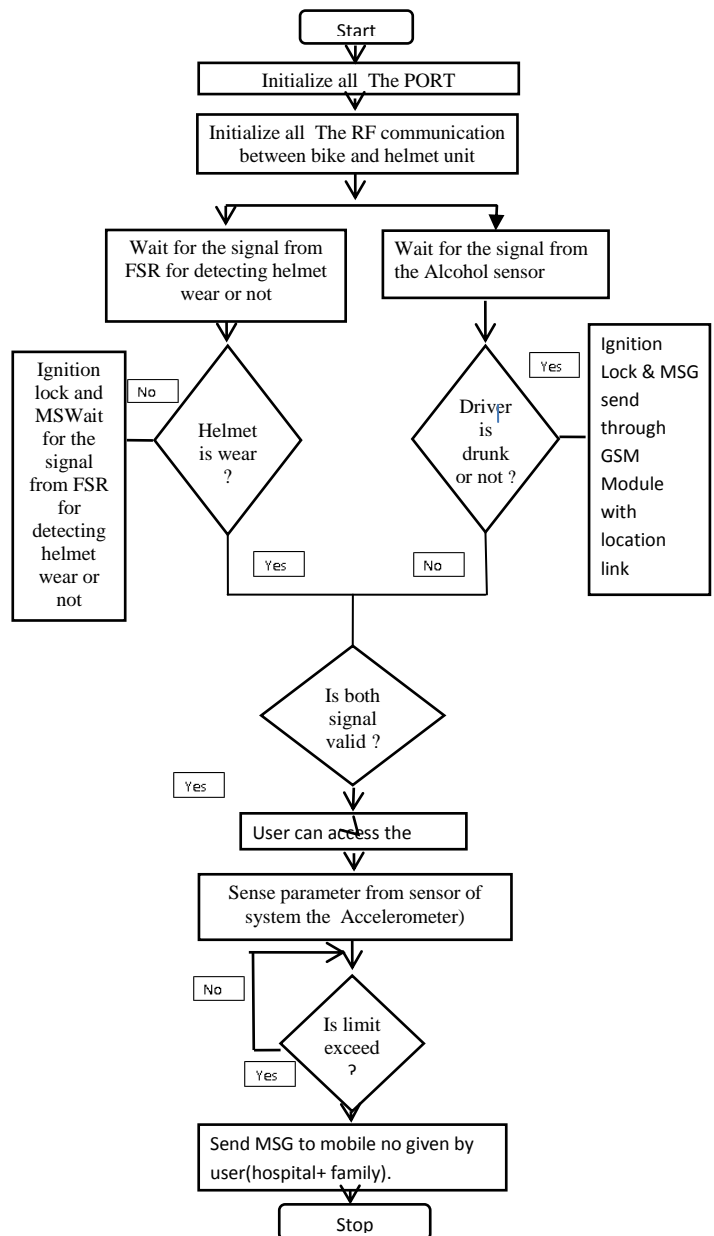 Start
Initialize all The PORT
Initialize all The RF communication
between bike and helmet unit
Wait for the signal from
FSR for detecting helmet
wear or not
Wait for the signal from
the Alcohol sensor
Ignition
lock and
MSWait
for the
signal
from FSR
for
detecting
helmet
wear or
not
No
Helmet
is wear
?
Driver
is
drunk
or not ?
Yes
Ignition
Lock & MSG
send
through
GSM
Module
with
location
link
Yes
No
Is both
signal
valid ?
Yes
User can access the
Sense parameter from sensor of
system the Accelerometer)
No
Is limit
exceed
?
Yes
Send MSG to mobile no given by
user(hospital+ family).
Stop